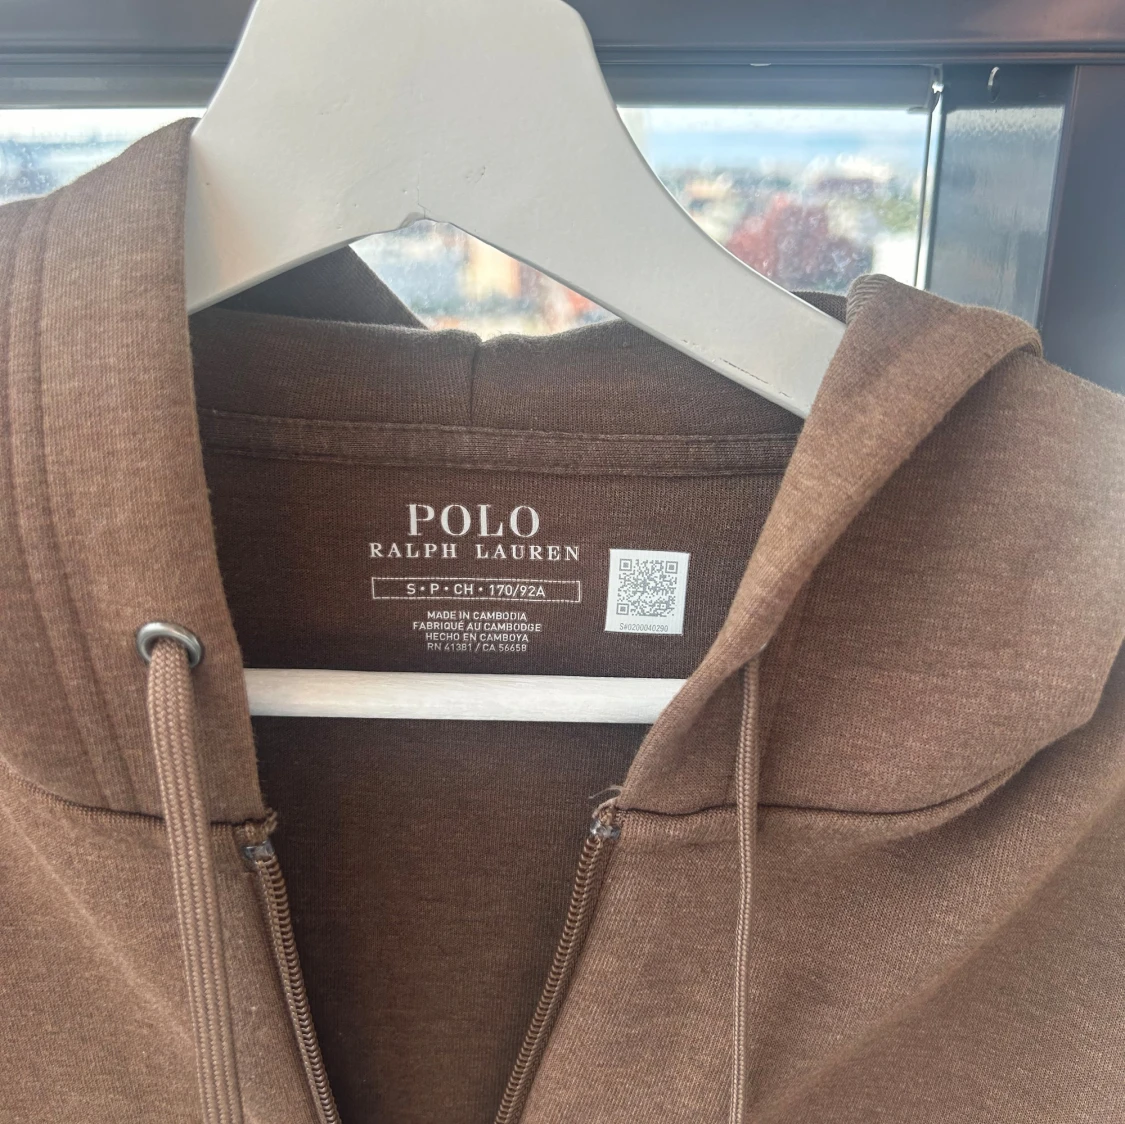 POLO
RALPH LAUREN
S • P • CH • 170/92A
MADE IN CAMBODIA
FABRIQUÉ AU CAMBODGE
HECHO EN CAMBOYA
RN 41381 / CA 56658
S#0200040290